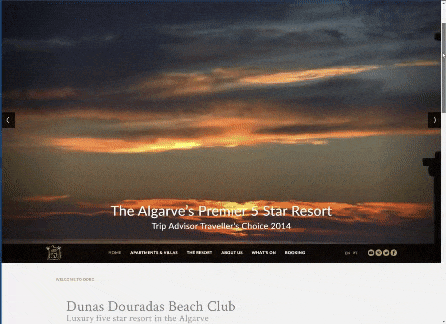 The Algarve's Premier 5 Star Resort
Trip Advisor Traveller's Choice 2014
HOME APARTMENTS & VILLAS THE RESORT ABOUT US WHAT'S ON BOOKING EN PT
WELCOME TO DDBC
Dunas Douradas Beach Club
Luxury five star resort in the Algarve